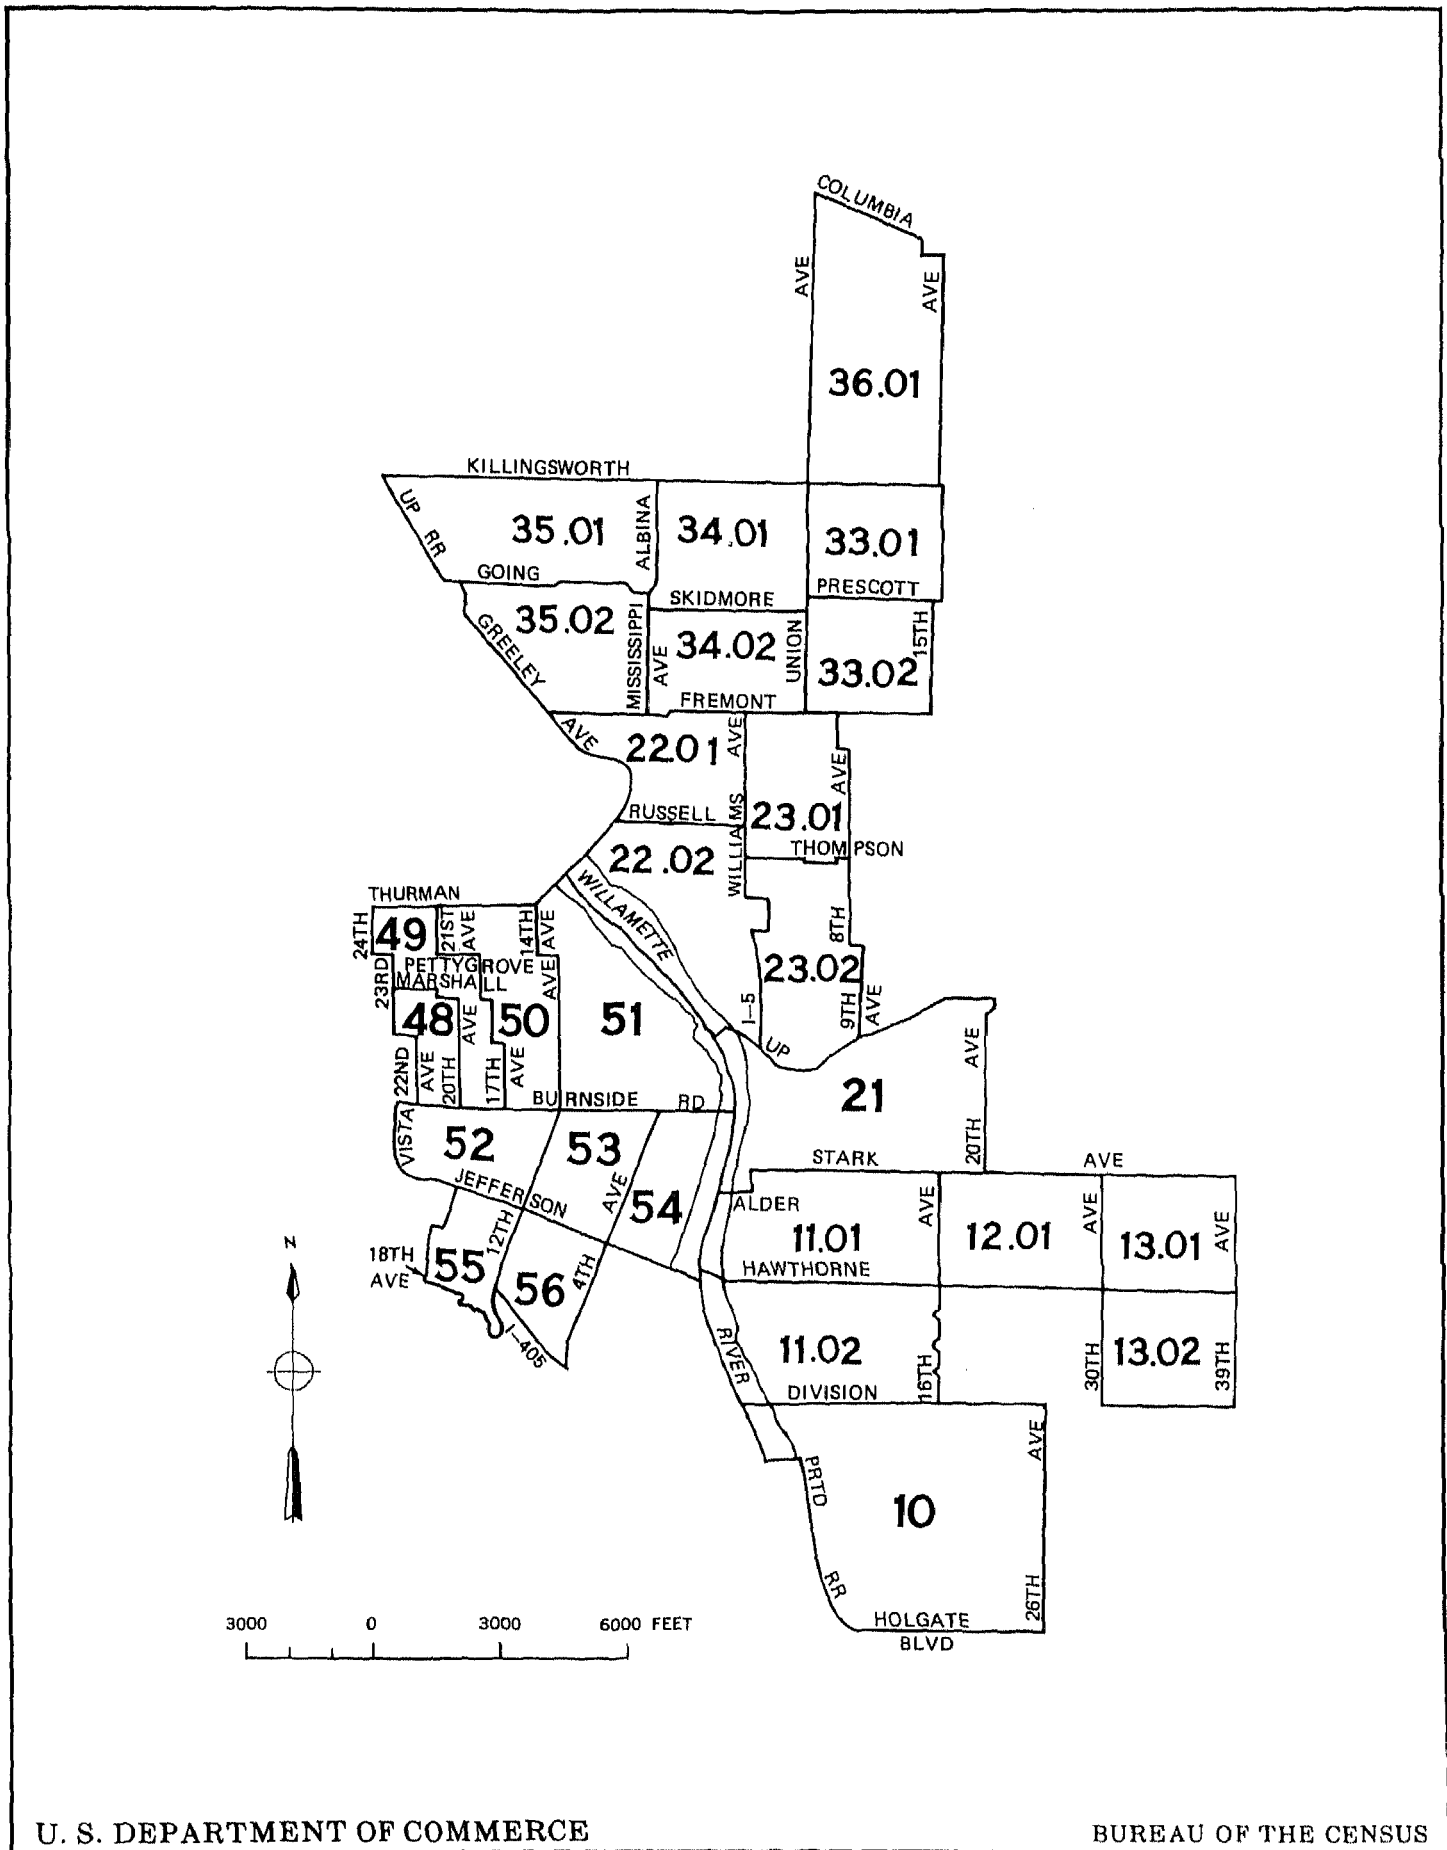 COLUMBIA
AVE
AVE
36.01
KILLINGSWORTH
UP RR
35.01
ALBINA
34.01
33.01
GOING
PRESCOTT
SKIDMORE
35.02
MISSISSIPPI
AVE
34.02
UNION
15TH
33.02
GREELEY
AVE
FREMONT
22.01
AVE
WILLIAMS
AVE
RUSSELL
23.01
THOMPSON
22.02
WILLAMETTE
8TH
THURMAN
24TH
49
21ST
AVE
14TH
AVE
PETTYGROVE
MARSHALL
23RD
AVE
23.02
48
AVE
50
51
I-5
9TH
AVE
UP
22ND
AVE
20TH
17TH
AVE
BURNSIDE RD
21
AVE
20TH
VISTA
52
53
STARK
AVE
JEFFERSON
AVE
54
ALDER
AVE
AVE
AVE
11.01
12.01
13.01
12TH
18TH
AVE
55
56
4TH
HAWTHORNE
I-405
RIVER
11.02
16TH
30TH
13.02
39TH
DIVISION
AVE
PRTD
RR
10
26TH
HOLGATE
BLVD
N
3000 0 3000 6000 FEET
U. S. DEPARTMENT OF COMMERCE
BUREAU OF THE CENSUS